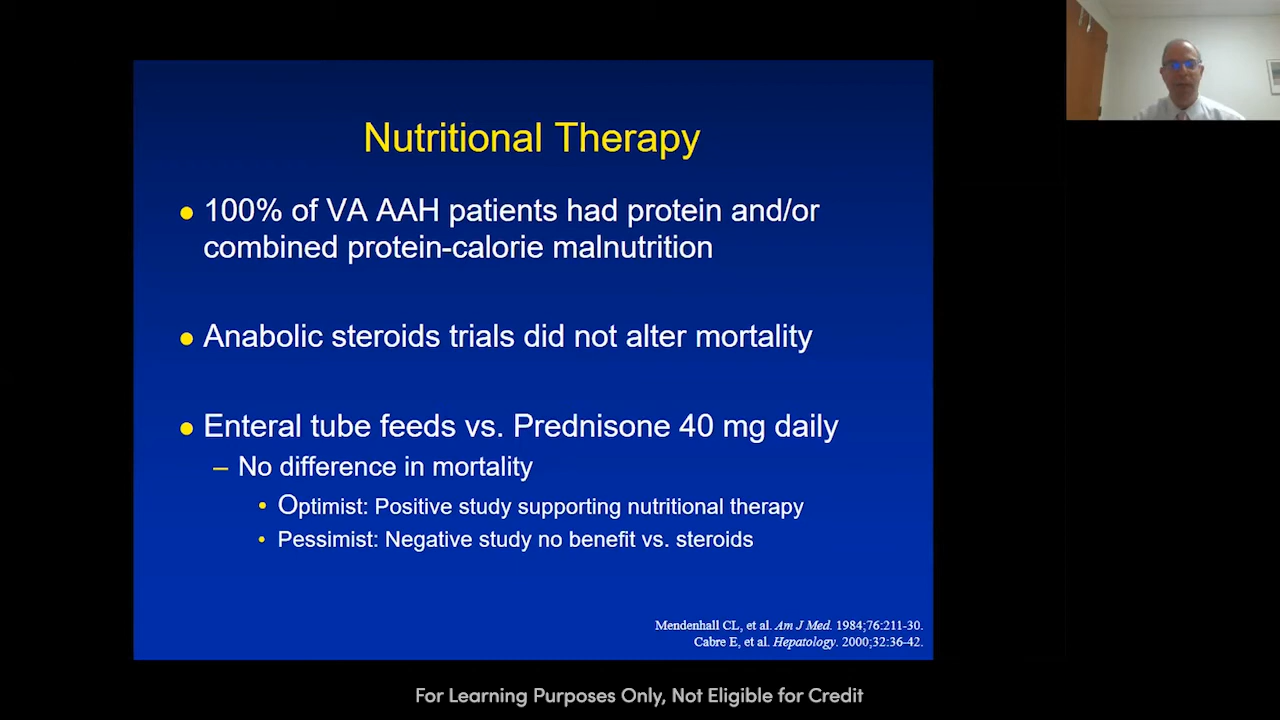 Nutritional Therapy
● 100% of VA AAH patients had protein and/or
combined protein-calorie malnutrition
● Anabolic steroids trials did not alter mortality
● Enteral tube feeds vs. Prednisone 40 mg daily
– No difference in mortality
• Optimist: Positive study supporting nutritional therapy
• Pessimist: Negative study no benefit vs. steroids
Mendenhall CL, et al. Am J Med. 1984;76:211-30.
Cabre E, et al. Hepatology. 2000;32:36-42.
For Learning Purposes Only, Not Eligible for Credit